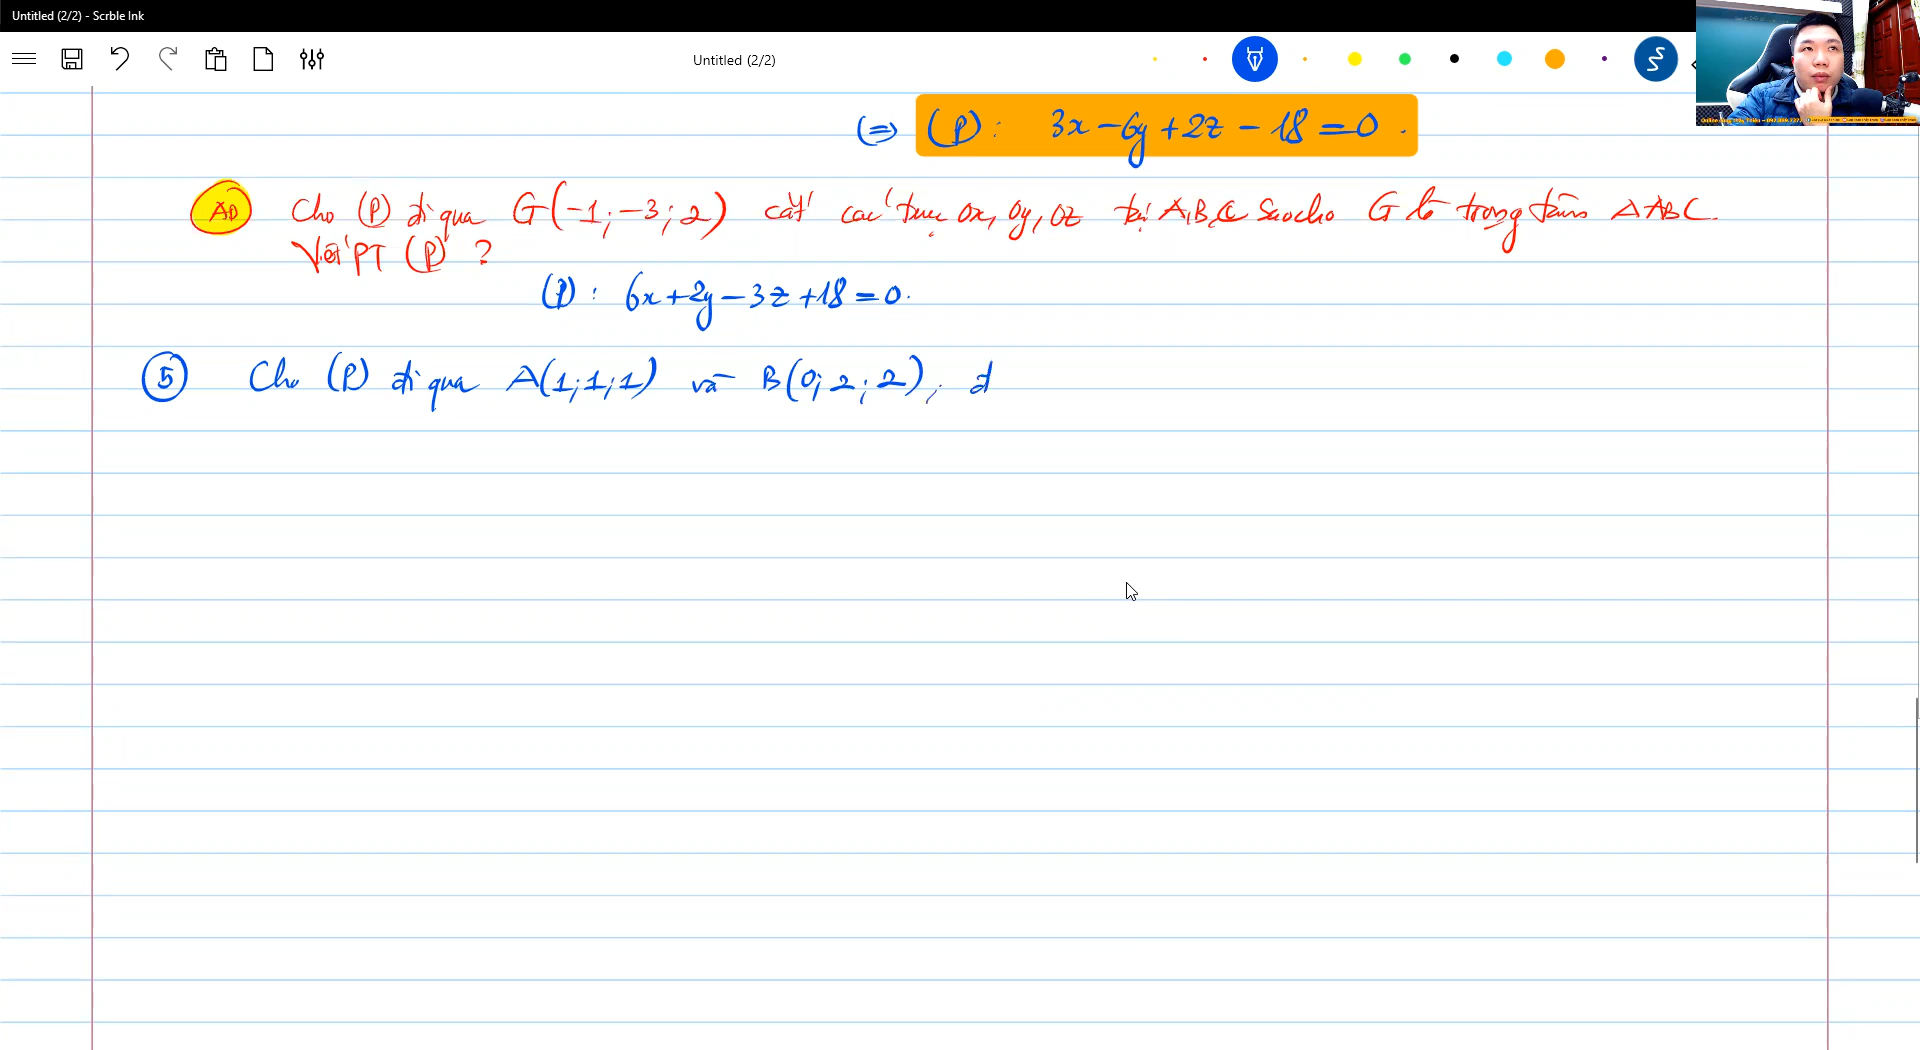 Untitled (2/2) - Scrble Ink
Untitled (2/2)
(⇒) (P): 3x - 6y + 2z - 18 = 0.
AD Cho (P) đi qua G(-1; -3; 2) cắt các trục Ox, Oy, Oz tại A, B, C sao cho G là trọng tâm ΔABC.
Viết PT (P) ?
(P): 6x + 2y - 3z + 18 = 0.
5 Cho (P) đi qua A(1; 1; 1) và B(0; 2; 2), đ